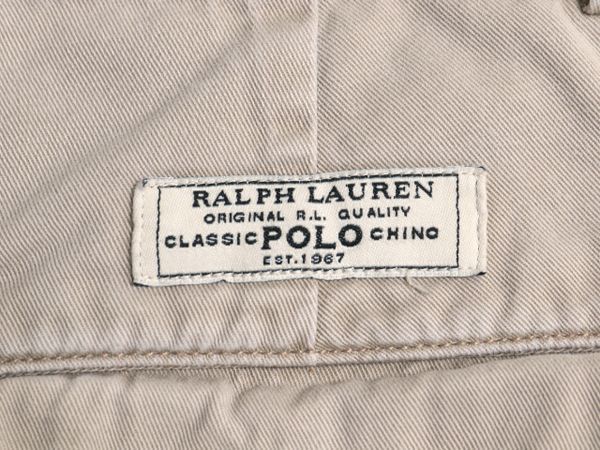 RALPH LAUREN
ORIGINAL R.L. QUALITY
CLASSIC POLO CHINO
EST. 1967